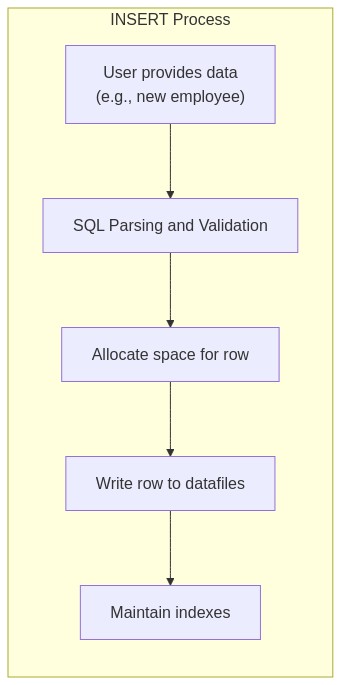 INSERT Process
User provides data
(e.g., new employee)
SQL Parsing and Validation
Allocate space for row
Write row to datafiles
Maintain indexes